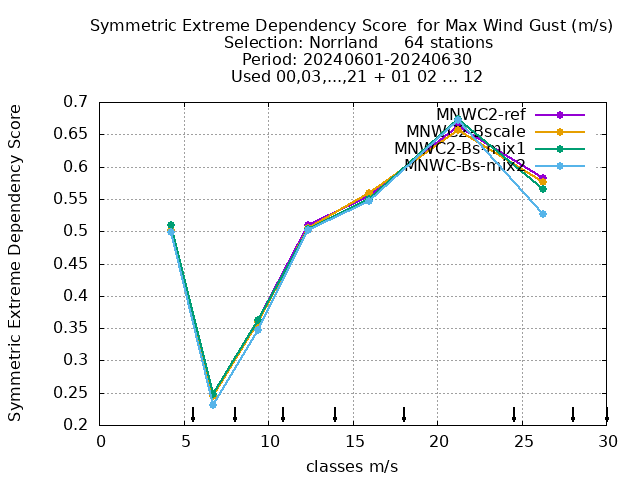 Symmetric Extreme Dependency Score  for Max Wind Gust (m/s)
Selection: Norrland     64 stations
Period: 20240601-20240630
Used 00,03,...,21 + 01 02 ... 12
Symmetric Extreme Dependency Score
0.7
0.65
0.6
0.55
0.5
0.45
0.4
0.35
0.3
0.25
0.2
MNWC2-ref
MNWC2-Bscale
MNWC2-Bs-mix1
MNWC-Bs-mix2
0 5 10 15 20 25 30
classes m/s